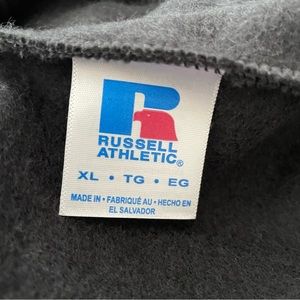 RUSSELL
ATHLETIC®
XL • TG • EG
MADE IN • FABRIQUÉ AU • HECHO EN
EL SALVADOR